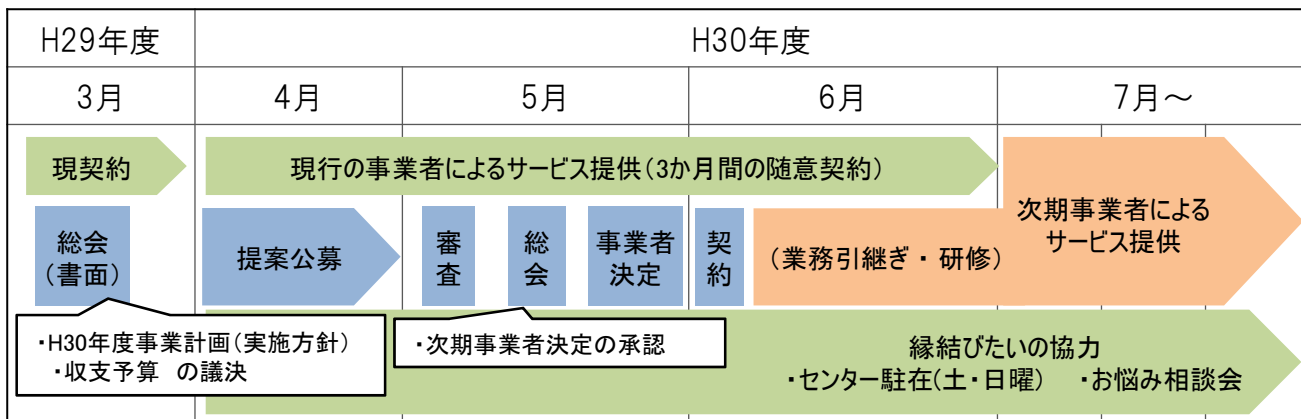 H29年度
H30年度
3月
4月
5月
6月
7月～
現契約
現行の事業者によるサービス提供(3か月間の随意契約)
総会
(書面)
提案公募
審
査
総
会
事業者
決定
契
約
(業務引継ぎ・研修)
次期事業者による
サービス提供
・H30年度事業計画(実施方針)
・収支予算 の議決
・次期事業者決定の承認
縁結びたいの協力
・センター駐在(土・日曜) ・お悩み相談会